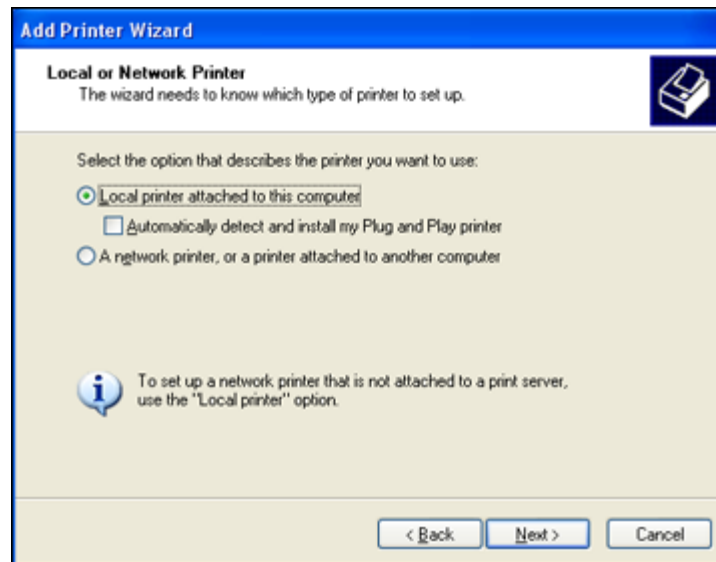 Add Printer Wizard
Local or Network Printer
The wizard needs to know which type of printer to set up.
Select the option that describes the printer you want to use:
Local printer attached to this computer
Automatically detect and install my Plug and Play printer
A network printer, or a printer attached to another computer
To set up a network printer that is not attached to a print server,
use the "Local printer" option.
< Back Next > Cancel